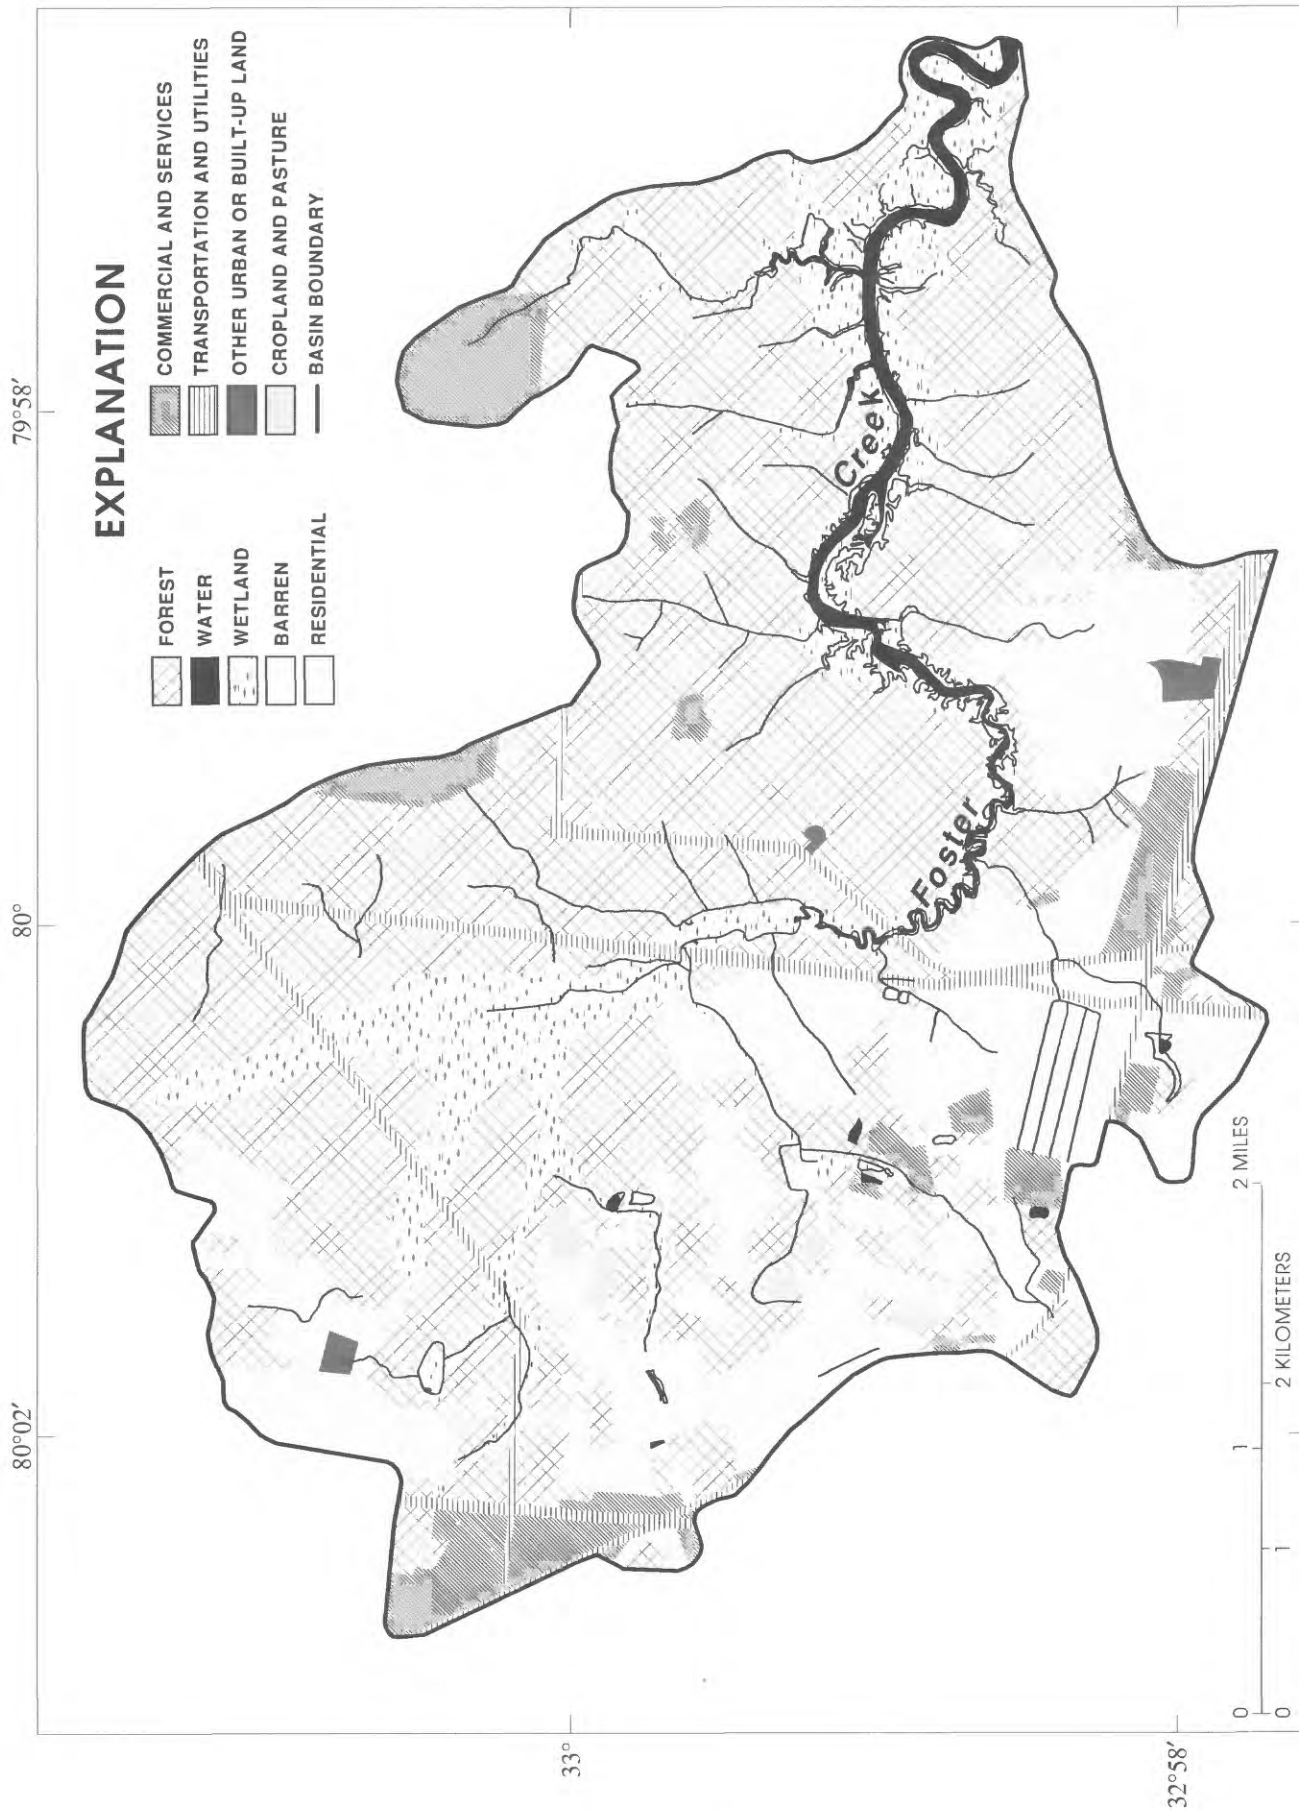 EXPLANATION
FOREST
WATER
WETLAND
BARREN
RESIDENTIAL
COMMERCIAL AND SERVICES
TRANSPORTATION AND UTILITIES
OTHER URBAN OR BUILT-UP LAND
CROPLAND AND PASTURE
BASIN BOUNDARY
80°02′
80°
79°58′
33°
32°58′
Foster Creek
0 1 2 MILES
0 1 2 KILOMETERS